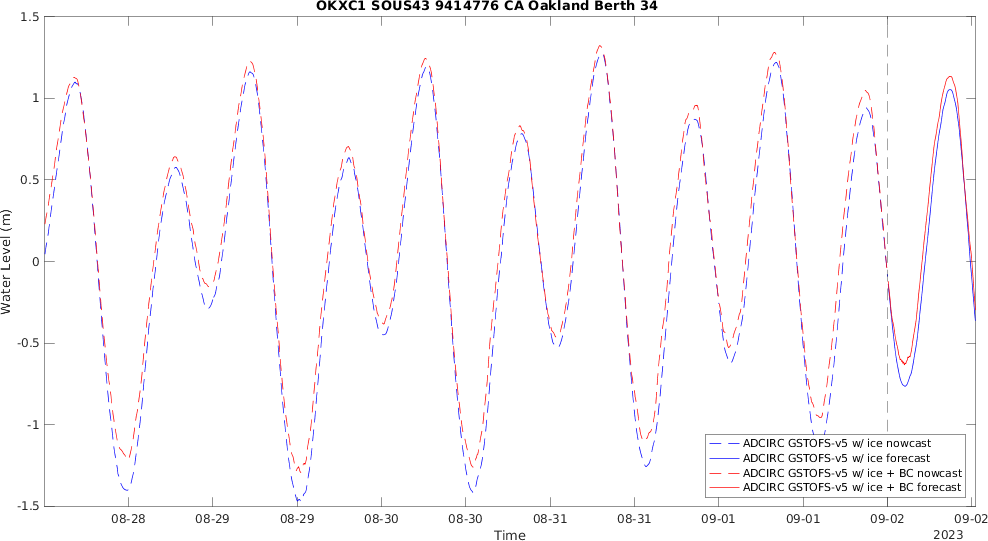 OKXC1 SOUS43 9414776 CA Oakland Berth 34
1.5
1
0.5
0
-0.5
-1
-1.5
Water Level (m)
ADCIRC GSTOFS-v5 w/ ice nowcast
ADCIRC GSTOFS-v5 w/ ice forecast
ADCIRC GSTOFS-v5 w/ ice + BC nowcast
ADCIRC GSTOFS-v5 w/ ice + BC forecast
08-28 08-29 08-29 08-30 08-30 08-31 08-31 09-01 09-01 09-02 09-02
Time
2023